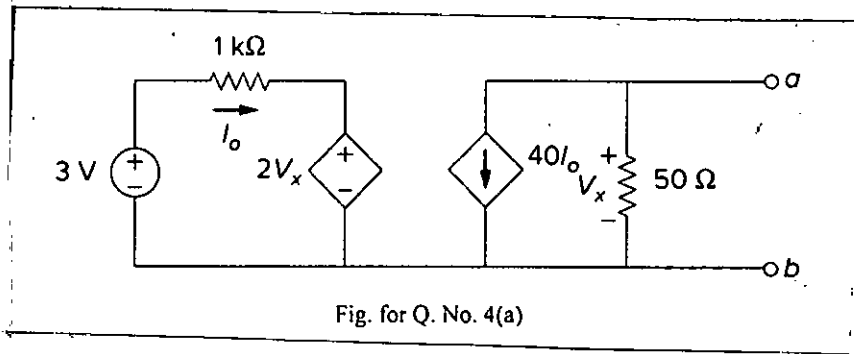 1 kΩ
I_o
3 V
+
−
2V_x
+
−
40I_o
+
V_x
−
50 Ω
a
b
Fig. for Q. No. 4(a)